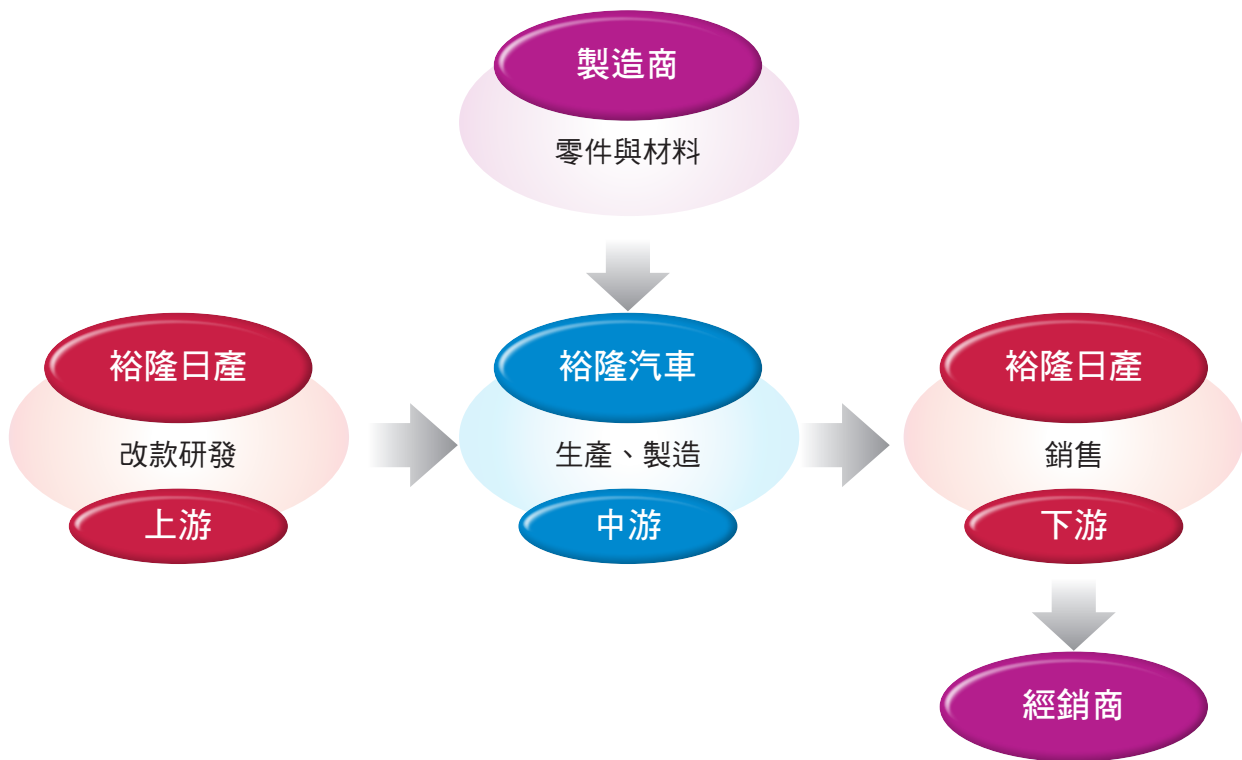 製造商
零件與材料
裕隆日產
改款研發
上游
裕隆汽車
生產、製造
中游
裕隆日產
銷售
下游
經銷商